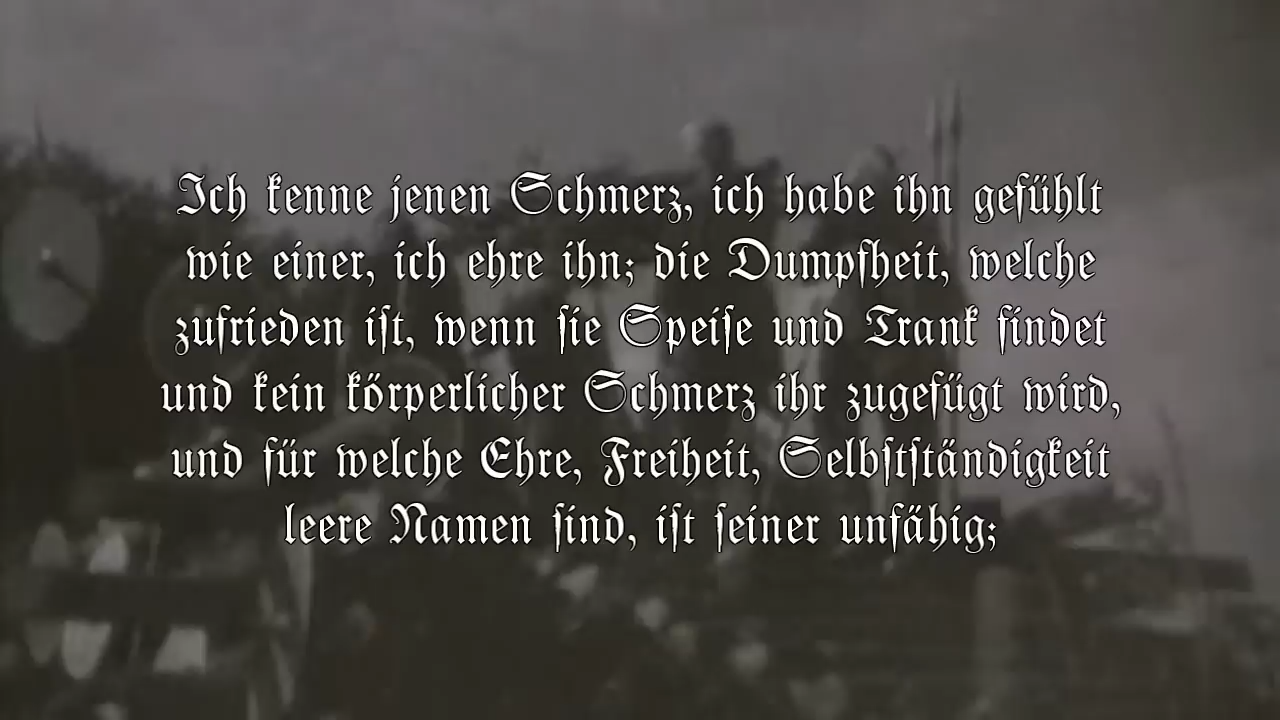 Ich kenne jenen Schmerz, ich habe ihn gefühlt
wie einer, ich ehre ihn; die Dumpfheit, welche
zufrieden iſt, wenn ſie Speiſe und Trank findet
und kein körperlicher Schmerz ihr zugefügt wird,
und für welche Ehre, Freiheit, Selbſtſtändigkeit
leere Namen ſind, iſt ſeiner unfähig;